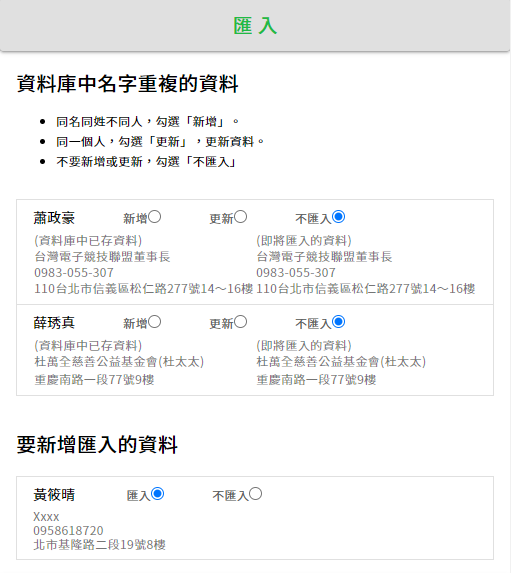 匯入
資料庫中名字重複的資料
同名同姓不同人，勾選「新增」。
同一個人，勾選「更新」，更新資料。
不要新增或更新，勾選「不匯入」
蕭政豪 新增 更新 不匯入
(資料庫中已存資料) (即將匯入的資料)
台灣電子競技聯盟董事長 台灣電子競技聯盟董事長
0983-055-307 0983-055-307
110台北市信義區松仁路277號14～16樓 110台北市信義區松仁路277號14～16樓
薛琇真 新增 更新 不匯入
(資料庫中已存資料) (即將匯入的資料)
杜萬全慈善公益基金會(杜太太) 杜萬全慈善公益基金會(杜太太)
重慶南路一段77號9樓 重慶南路一段77號9樓
要新增匯入的資料
黃筱晴 匯入 不匯入
Xxxx
0958618720
北市基隆路二段19號8樓